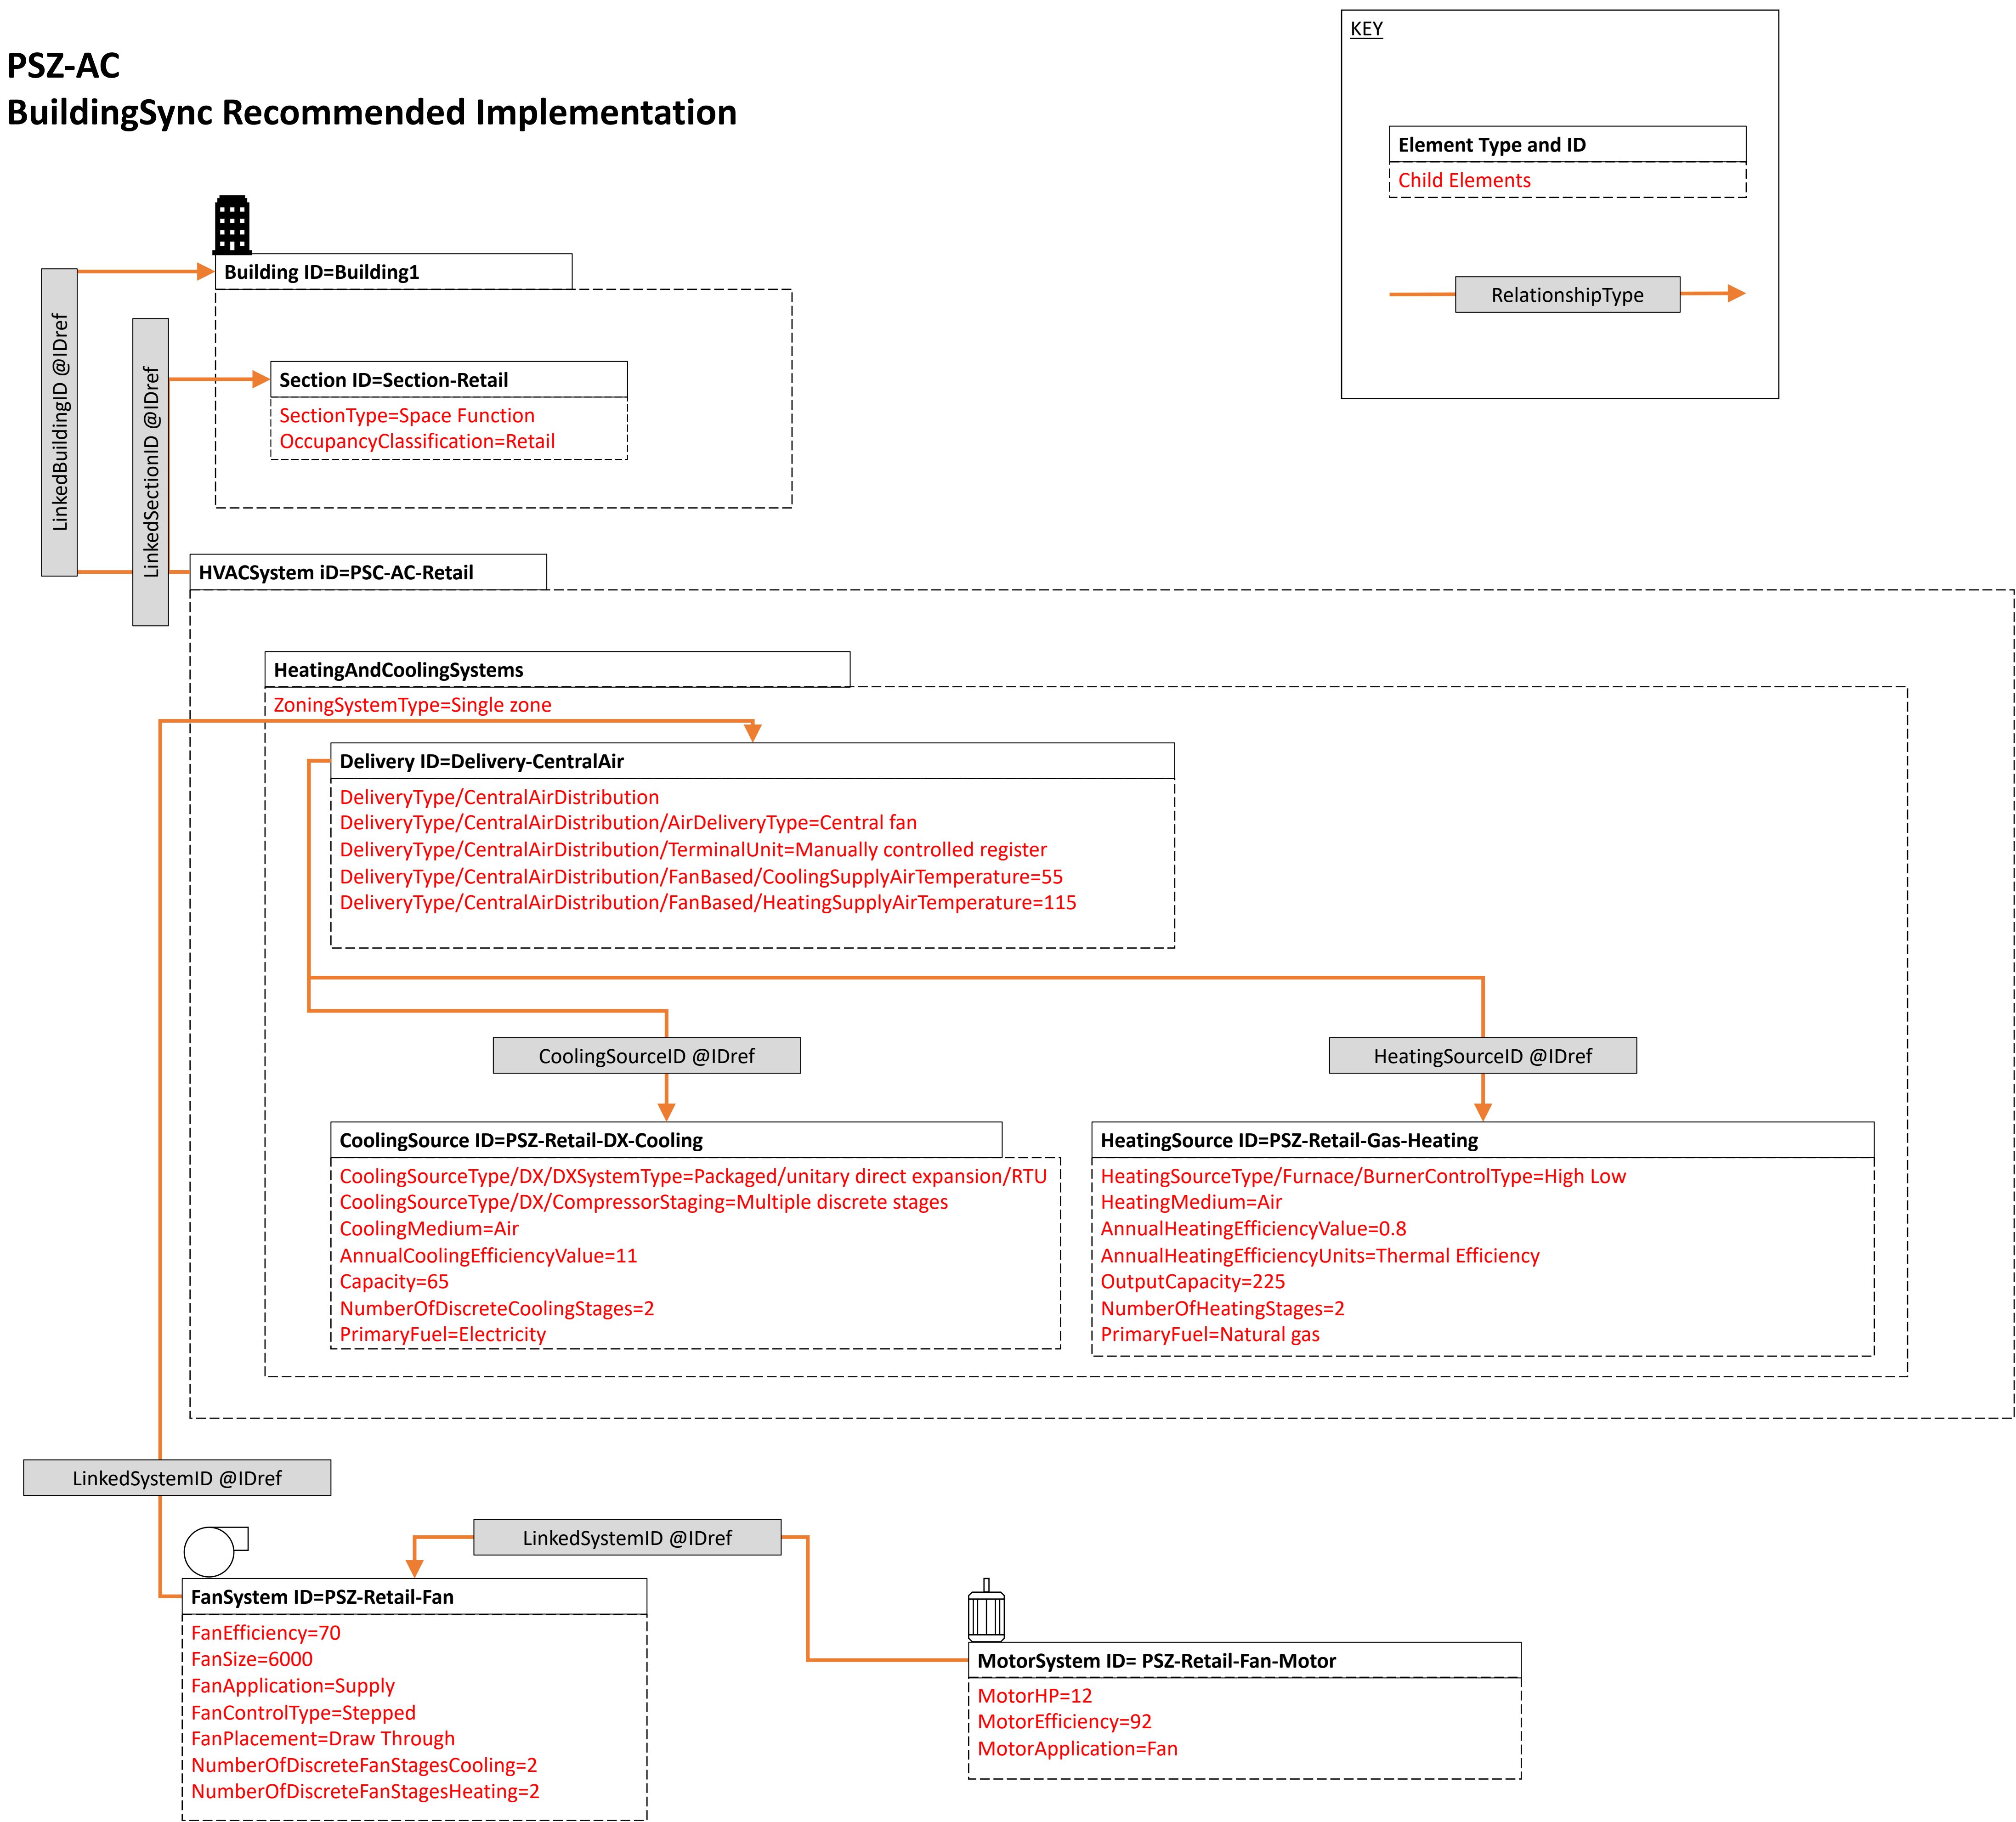 PSZ-AC
BuildingSync Recommended Implementation
KEY
Element Type and ID
Child Elements
RelationshipType
Building ID=Building1
LinkedBuildingID @IDref
LinkedSectionID @IDref
Section ID=Section-Retail
SectionType=Space Function
OccupancyClassification=Retail
HVACSystem iD=PSC-AC-Retail
HeatingAndCoolingSystems
ZoningSystemType=Single zone
Delivery ID=Delivery-CentralAir
DeliveryType/CentralAirDistribution
DeliveryType/CentralAirDistribution/AirDeliveryType=Central fan
DeliveryType/CentralAirDistribution/TerminalUnit=Manually controlled register
DeliveryType/CentralAirDistribution/FanBased/CoolingSupplyAirTemperature=55
DeliveryType/CentralAirDistribution/FanBased/HeatingSupplyAirTemperature=115
CoolingSourceID @IDref
HeatingSourceID @IDref
CoolingSource ID=PSZ-Retail-DX-Cooling
CoolingSourceType/DX/DXSystemType=Packaged/unitary direct expansion/RTU
CoolingSourceType/DX/CompressorStaging=Multiple discrete stages
CoolingMedium=Air
AnnualCoolingEfficiencyValue=11
Capacity=65
NumberOfDiscreteCoolingStages=2
PrimaryFuel=Electricity
HeatingSource ID=PSZ-Retail-Gas-Heating
HeatingSourceType/Furnace/BurnerControlType=High Low
HeatingMedium=Air
AnnualHeatingEfficiencyValue=0.8
AnnualHeatingEfficiencyUnits=Thermal Efficiency
OutputCapacity=225
NumberOfHeatingStages=2
PrimaryFuel=Natural gas
LinkedSystemID @IDref
LinkedSystemID @IDref
FanSystem ID=PSZ-Retail-Fan
FanEfficiency=70
FanSize=6000
FanApplication=Supply
FanControlType=Stepped
FanPlacement=Draw Through
NumberOfDiscreteFanStagesCooling=2
NumberOfDiscreteFanStagesHeating=2
MotorSystem ID= PSZ-Retail-Fan-Motor
MotorHP=12
MotorEfficiency=92
MotorApplication=Fan